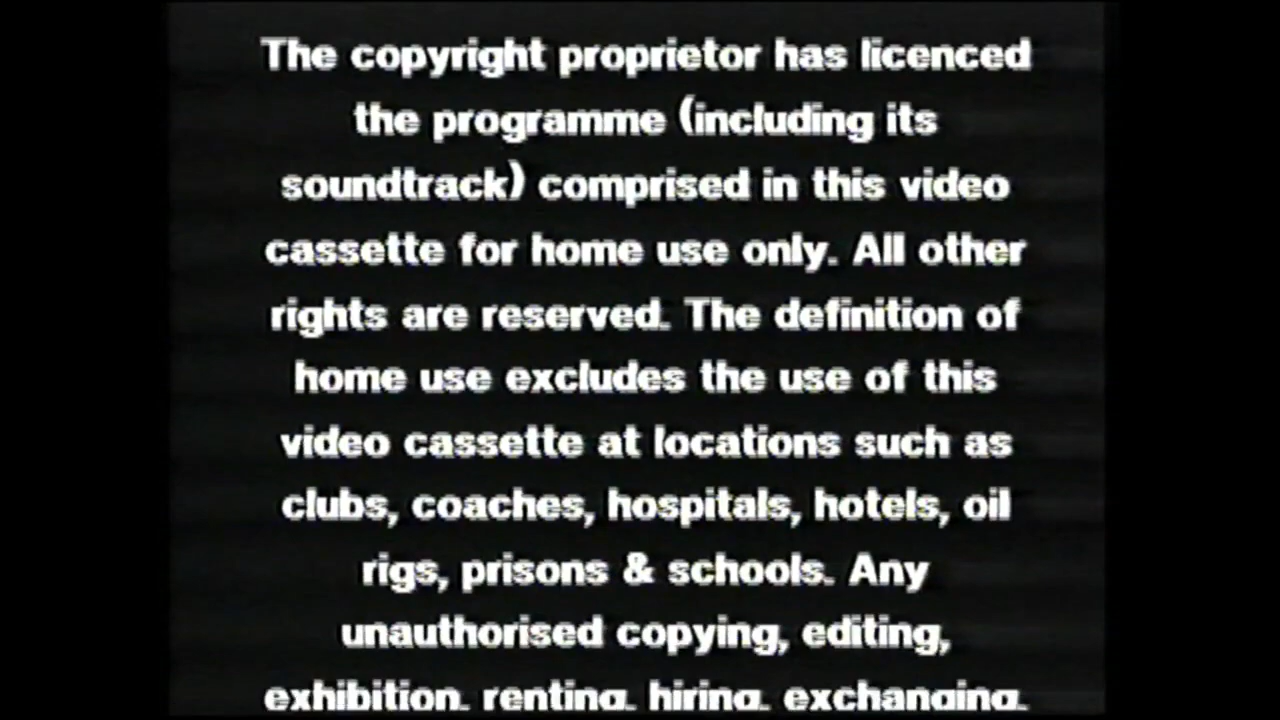 The copyright proprietor has licenced
the programme (including its
soundtrack) comprised in this video
cassette for home use only. All other
rights are reserved. The definition of
home use excludes the use of this
video cassette at locations such as
clubs, coaches, hospitals, hotels, oil
rigs, prisons & schools. Any
unauthorised copying, editing,
exhibition, renting, hiring, exchanging,